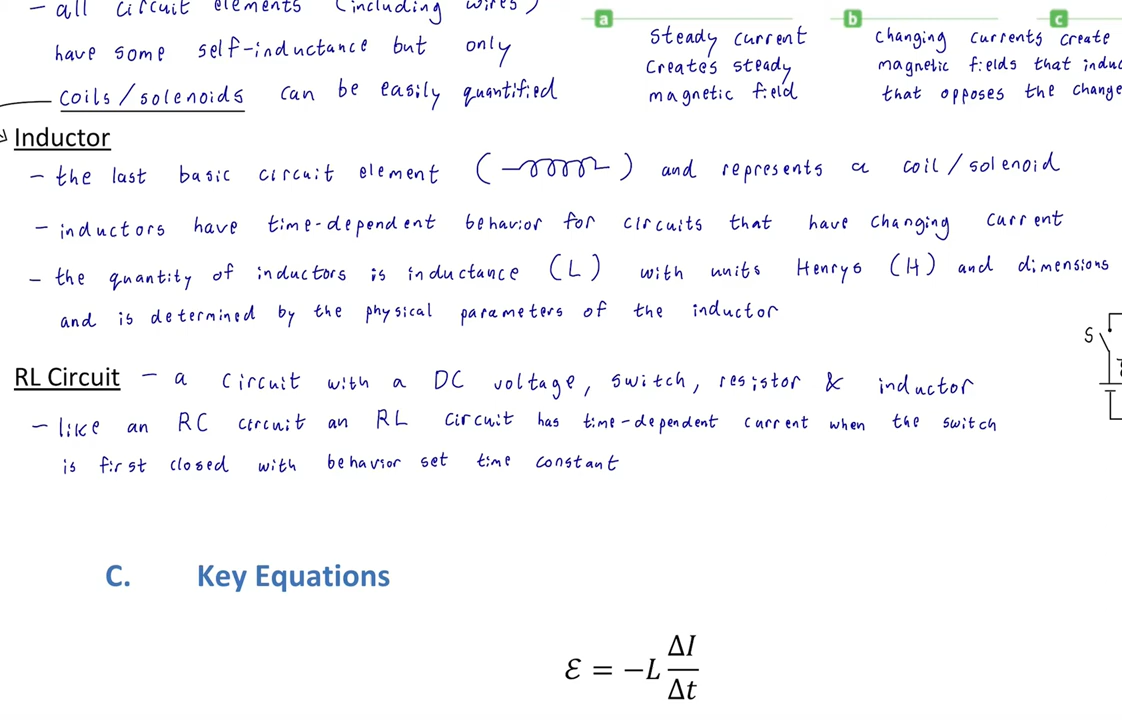 - all circuit elements (including wires)
have some self-inductance but only
coils/solenoids can be easily quantified
a
Steady current
Creates steady
magnetic field
b
c
changing currents create
magnetic fields that
that opposes the change
Inductor
- the last basic circuit element ( ) and represents a coil/solenoid
- inductors have time-dependent behavior for circuits that have changing current
- the quantity of inductors is inductance (L) with units Henrys (H) and dimensions
and is determined by the physical parameters of the inductor
S
RL Circuit - a circuit with a DC voltage, switch, resistor & inductor
- like an RC circuit an RL circuit has time-dependent current when the switch
is first closed with behavior set time constant
C. Key Equations
ℰ = −L ΔI/Δt